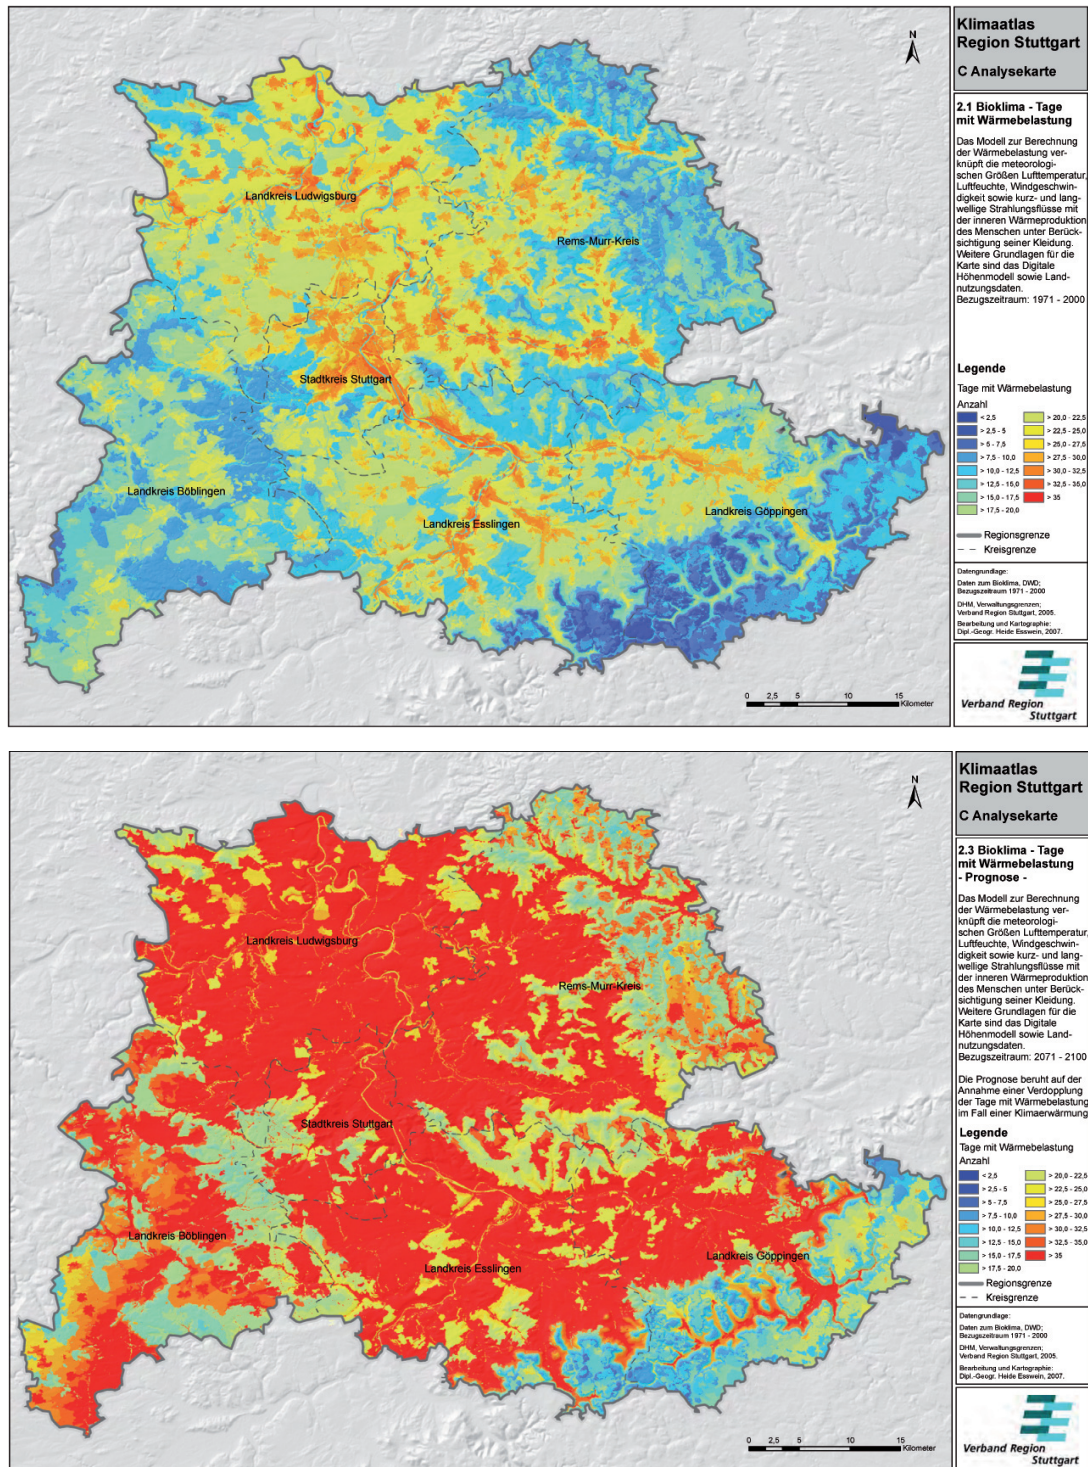 Klimaatlas
Region Stuttgart
C Analysekarte
2.1 Bioklima - Tage
mit Wärmebelastung
Das Modell zur Berechnung
der Wärmebelastung ver-
knüpft die meteorologi-
schen Größen Lufttemperatur,
Luftfeuchte, Windgeschwin-
digkeit sowie kurz- und lang-
wellige Strahlungsflüsse mit
der inneren Wärmeproduktion
des Menschen unter Berück-
sichtigung seiner Kleidung.
Weitere Grundlagen für die
Karte sind das Digitale
Höhenmodell sowie Land-
nutzungsdaten.
Bezugszeitraum: 1971 - 2000
Legende
Tage mit Wärmebelastung
Anzahl
< 2,5
> 2,5 - 5
> 5 - 7,5
> 7,5 - 10,0
> 10,0 - 12,5
> 12,5 - 15,0
> 15,0 - 17,5
> 17,5 - 20,0
> 20,0 - 22,5
> 22,5 - 25,0
> 25,0 - 27,5
> 27,5 - 30,0
> 30,0 - 32,5
> 32,5 - 35,0
> 35
Regionsgrenze
Kreisgrenze
Datengrundlage:
Daten zum Bioklima, DWD;
Bezugszeitraum 1971 - 2000
DHM, Verwaltungsgrenzen;
Verband Region Stuttgart, 2005.
Bearbeitung und Kartographie:
Dipl.-Geogr. Heide Esswein, 2007.
Verband Region
Stuttgart
N
Landkreis Ludwigsburg
Rems-Murr-Kreis
Stadtkreis Stuttgart
Landkreis Böblingen
Landkreis Esslingen
Landkreis Göppingen
0 2,5 5 10 15
Kilometer
Klimaatlas
Region Stuttgart
C Analysekarte
2.3 Bioklima - Tage
mit Wärmebelastung
- Prognose -
Das Modell zur Berechnung
der Wärmebelastung ver-
knüpft die meteorologi-
schen Größen Lufttemperatur,
Luftfeuchte, Windgeschwin-
digkeit sowie kurz- und lang-
wellige Strahlungsflüsse mit
der inneren Wärmeproduktion
des Menschen unter Berück-
sichtigung seiner Kleidung.
Weitere Grundlagen für die
Karte sind das Digitale
Höhenmodell sowie Land-
nutzungsdaten.
Bezugszeitraum: 2071 - 2100
Die Prognose beruht auf der
Annahme einer Verdopplung
der Tage mit Wärmebelastung
im Fall einer Klimaerwärmung
Legende
Tage mit Wärmebelastung
Anzahl
< 2,5
> 2,5 - 5
> 5 - 7,5
> 7,5 - 10,0
> 10,0 - 12,5
> 12,5 - 15,0
> 15,0 - 17,5
> 17,5 - 20,0
> 20,0 - 22,5
> 22,5 - 25,0
> 25,0 - 27,5
> 27,5 - 30,0
> 30,0 - 32,5
> 32,5 - 35,0
> 35
Regionsgrenze
Kreisgrenze
Datengrundlage:
Daten zum Bioklima, DWD;
Bezugszeitraum 1971 - 2000
DHM, Verwaltungsgrenzen;
Verband Region Stuttgart, 2005.
Bearbeitung und Kartographie:
Dipl.-Geogr. Heide Esswein, 2007.
Verband Region
Stuttgart
N
Landkreis Ludwigsburg
Rems-Murr-Kreis
Stadtkreis Stuttgart
Landkreis Böblingen
Landkreis Esslingen
Landkreis Göppingen
0 2,5 5 10 15
Kilometer